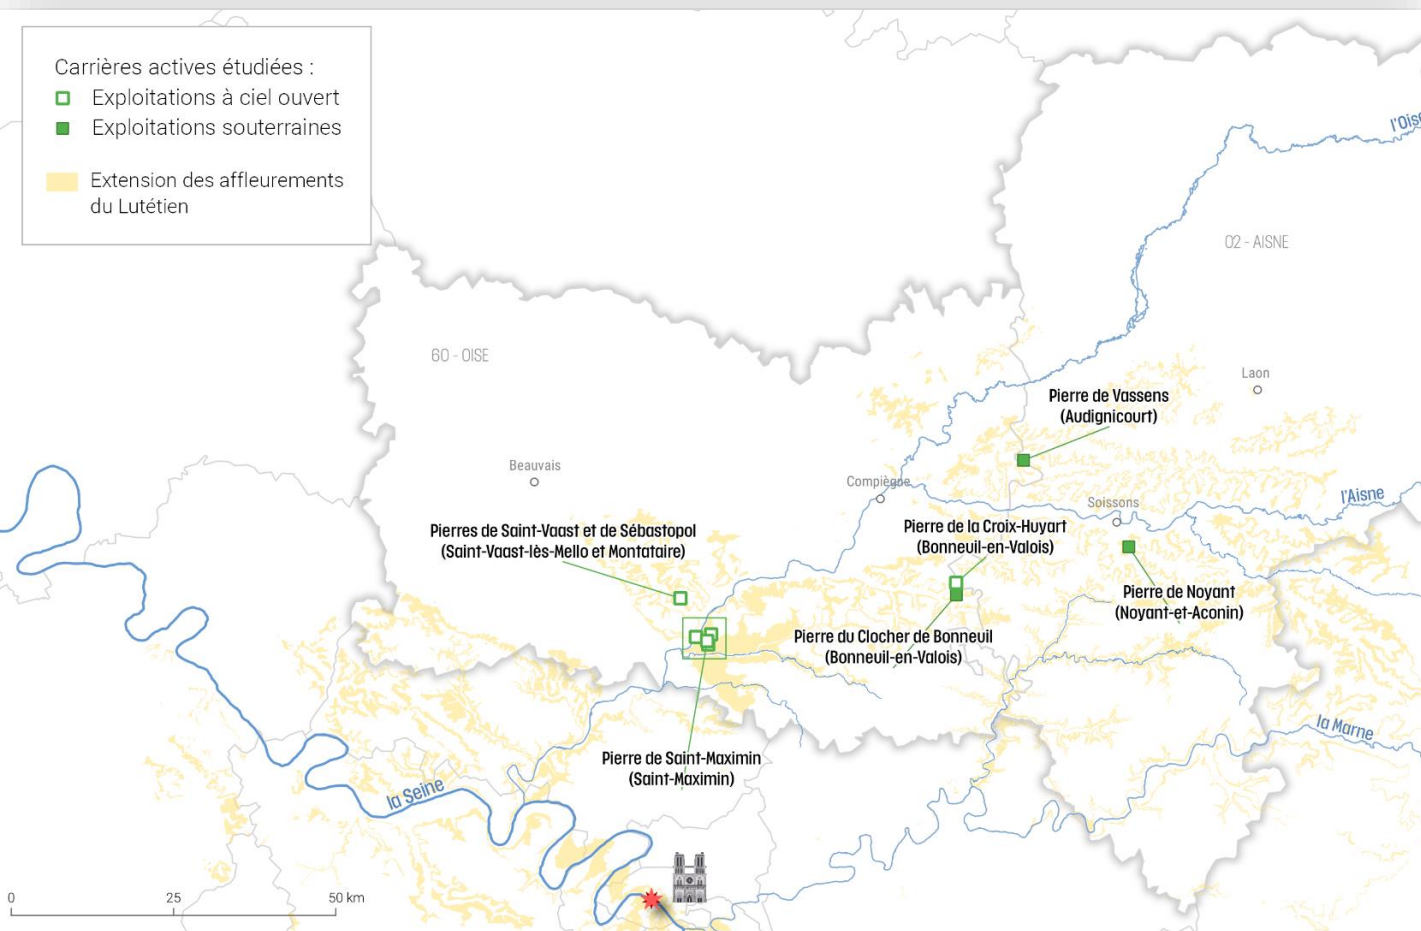 Carrières actives étudiées :
Exploitations à ciel ouvert
Exploitations souterraines
Extension des affleurements
du Lutétien
l'Oise
02 - AISNE
60 - OISE
Laon
Pierre de Vassens
(Audignicourt)
Beauvais
Compiègne
l'Aisne
Soissons
Pierres de Saint-Vaast et de Sébastopol
(Saint-Vaast-lès-Mello et Montataire)
Pierre de la Croix-Huyart
(Bonneuil-en-Valois)
Pierre de Noyant
(Noyant-et-Aconin)
Pierre du Clocher de Bonneuil
(Bonneuil-en-Valois)
la Marne
Pierre de Saint-Maximin
(Saint-Maximin)
la Seine
0 25 50 km